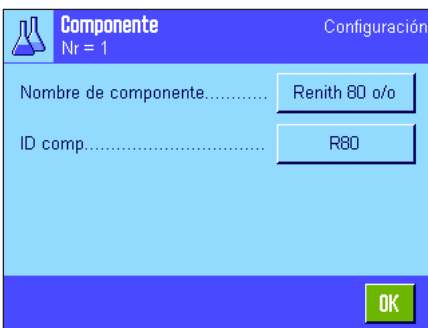 Componente
Configuración
Nr = 1
Nombre de componente............ Renith 80 o/o
ID comp.................................. R80
OK